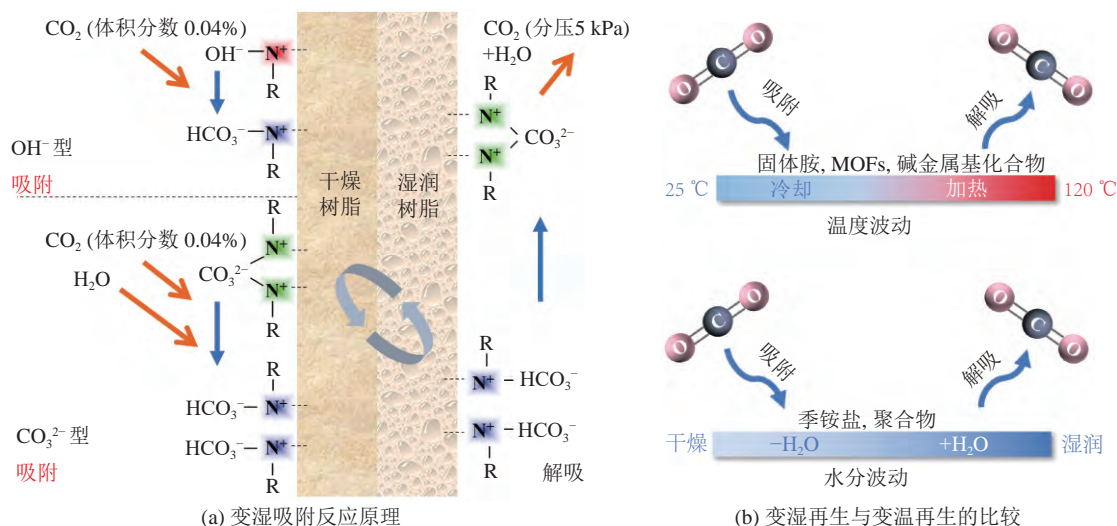 CO₂ (体积分数 0.04%)
OH⁻
N⁺
R
HCO₃⁻
N⁺
R
OH⁻ 型
吸附
CO₂ (体积分数 0.04%)
H₂O
N⁺
R
CO₃²⁻
N⁺
R
R
HCO₃⁻
N⁺
HCO₃⁻
N⁺
R
CO₃²⁻ 型
吸附
干燥
树脂
湿润
树脂
CO₂ (分压5 kPa)
+H₂O
R
N⁺
CO₃²⁻
N⁺
R
R
N⁺
HCO₃⁻
N⁺
HCO₃⁻
R
解吸
(a) 变湿吸附反应原理
O C O
吸附
解吸
O C O
固体胺, MOFs, 碱金属基化合物
25 ℃ 冷却 加热 120 ℃
温度波动
O C O
吸附
解吸
O C O
季铵盐, 聚合物
干燥 −H₂O +H₂O 湿润
水分波动
(b) 变湿再生与变温再生的比较